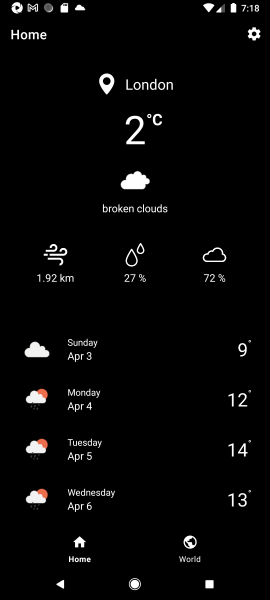 7:18
Home
London
2°C
broken clouds
1.92 km
27 %
72 %
Sunday
Apr 3
9°
Monday
Apr 4
12°
Tuesday
Apr 5
14°
Wednesday
Apr 6
13°
Home
World